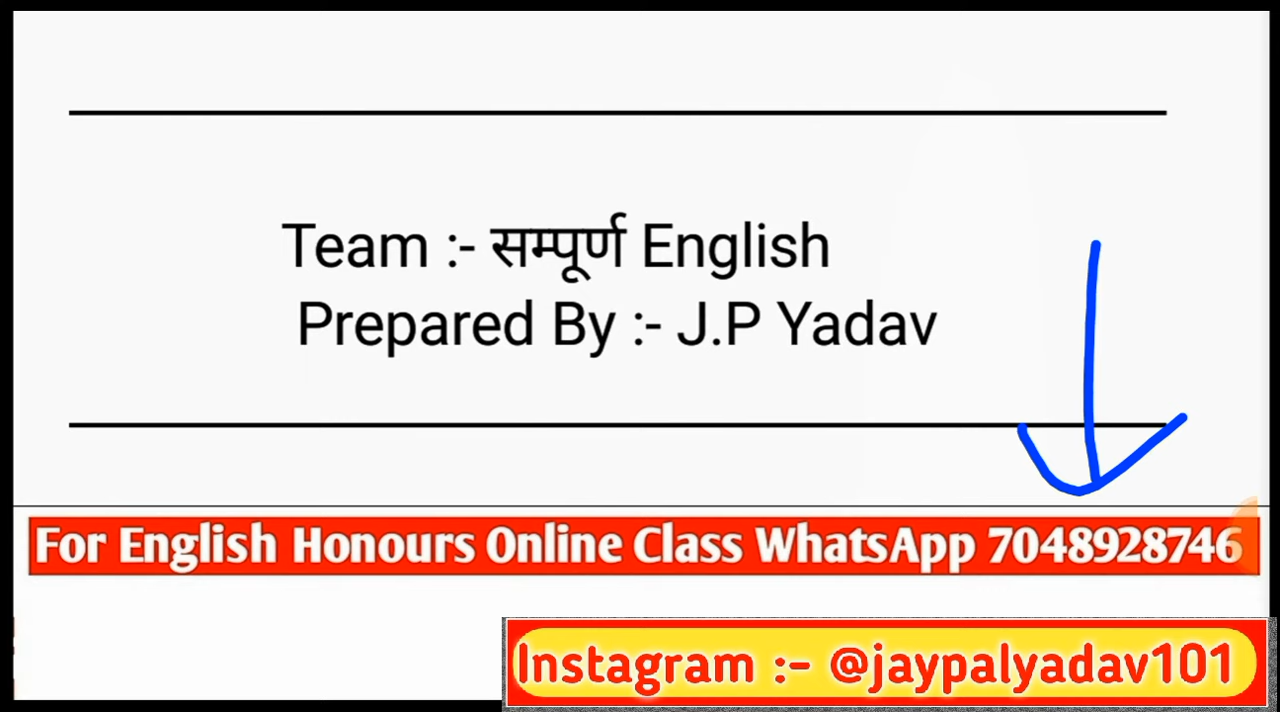 Team :- सम्पूर्ण English
Prepared By :- J.P Yadav
For English Honours Online Class WhatsApp 7048928746
Instagram :- @jaypalyadav101